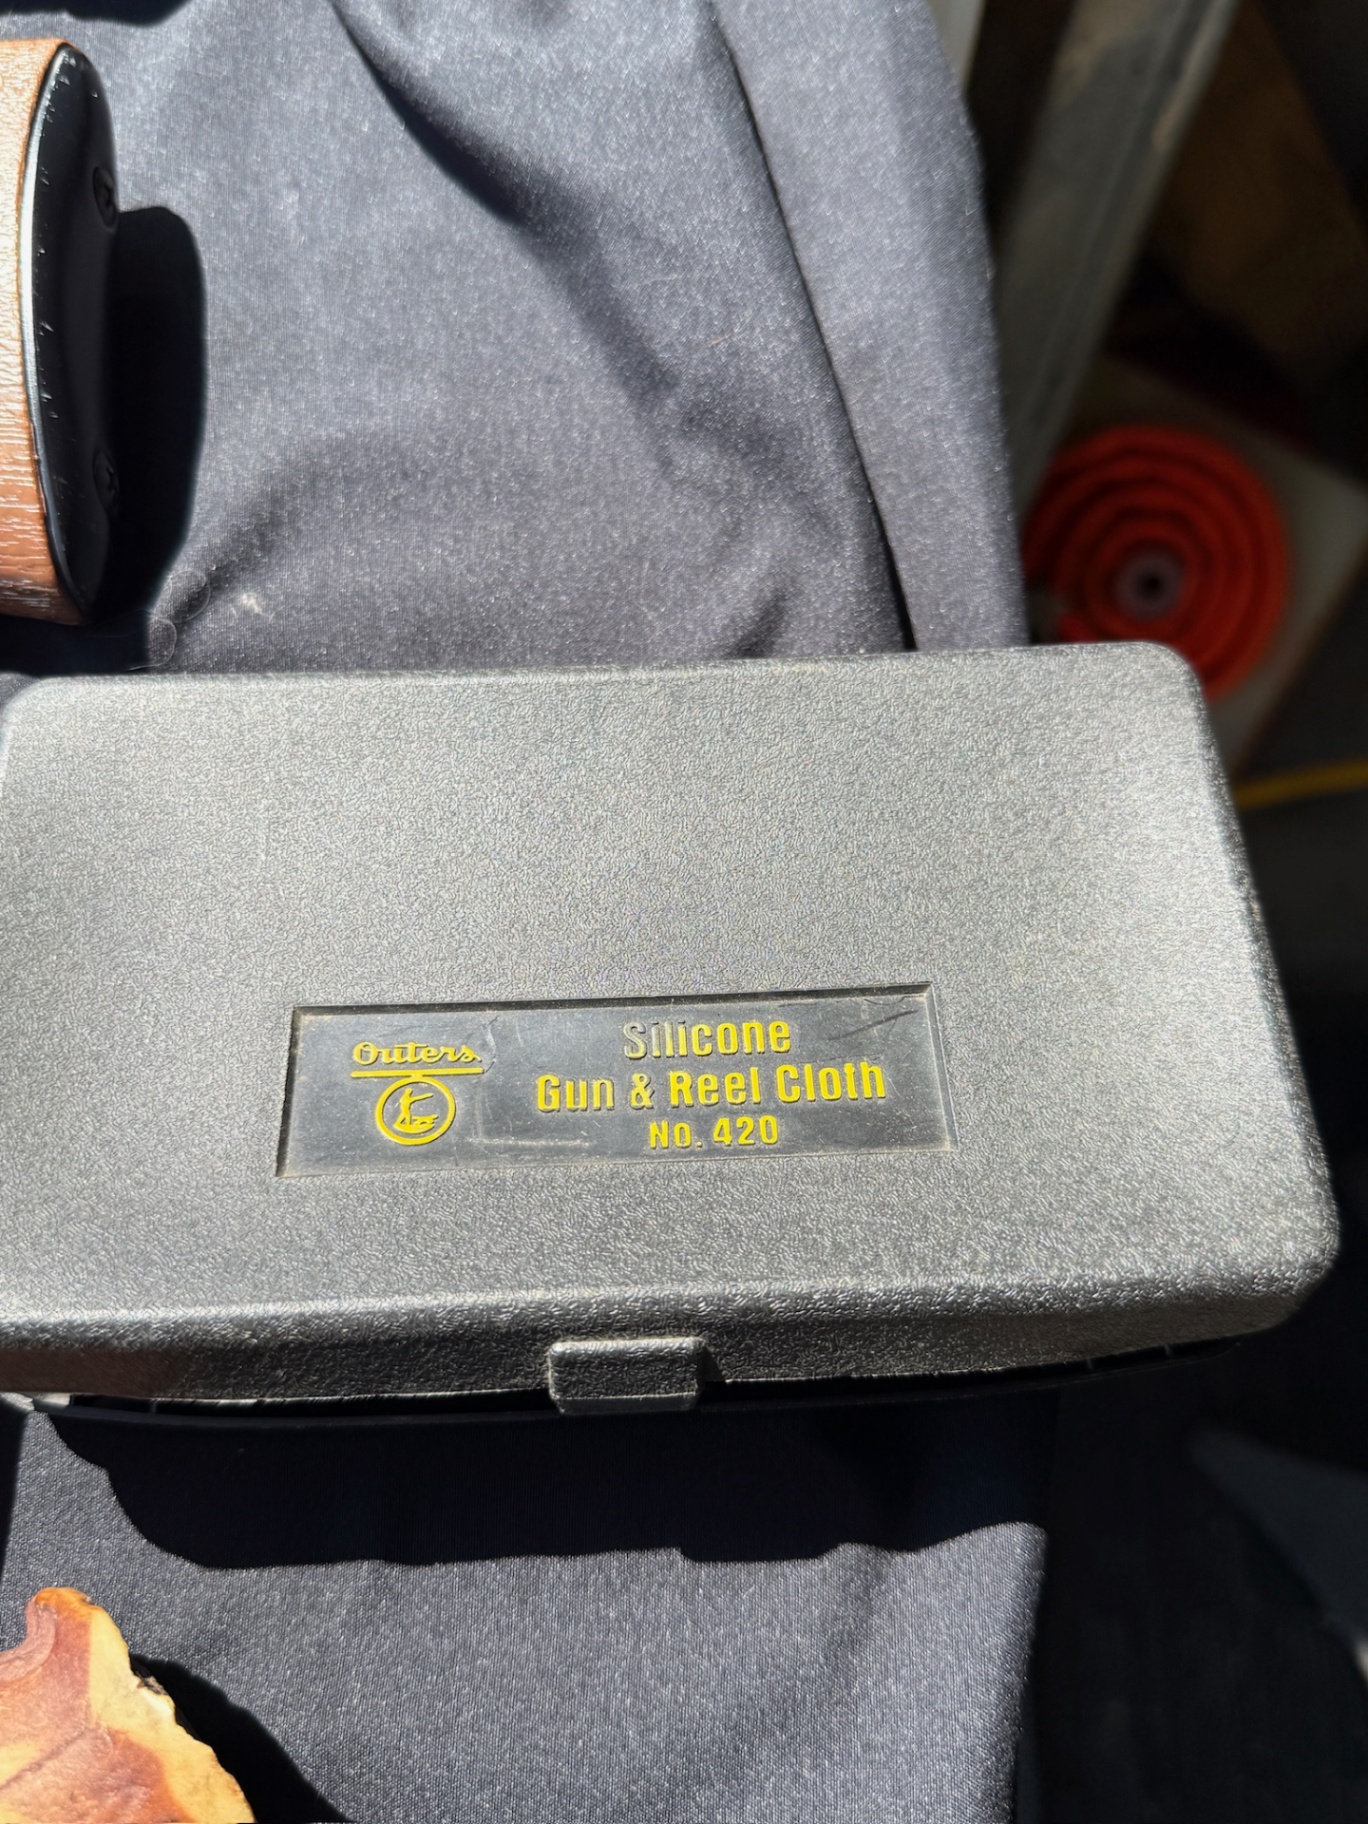 Outers
Silicone
Gun & Reel Cloth
No. 420